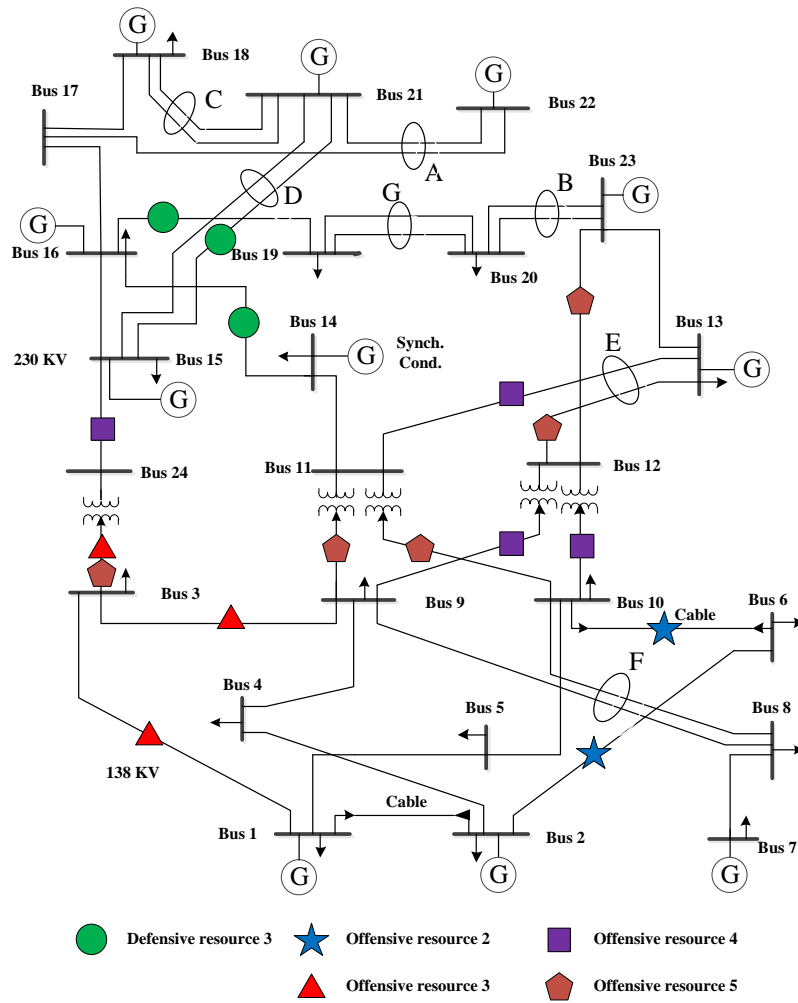 G
Bus 18
G
C
Bus 21
G
Bus 22
Bus 17
A
Bus 23
G
B
G
D
G
Bus 16
Bus 19
Bus 20
Bus 14
Synch.
Cond.
G
Bus 13
E
G
230 KV
Bus 15
G
Bus 24
Bus 11
Bus 12
Bus 3
Bus 9
Bus 10
Cable
Bus 6
Bus 4
F
Bus 5
Bus 8
138 KV
Cable
Bus 1
Bus 2
Bus 7
G
G
G
Defensive resource 3
Offensive resource 2
Offensive resource 4
Offensive resource 3
Offensive resource 5